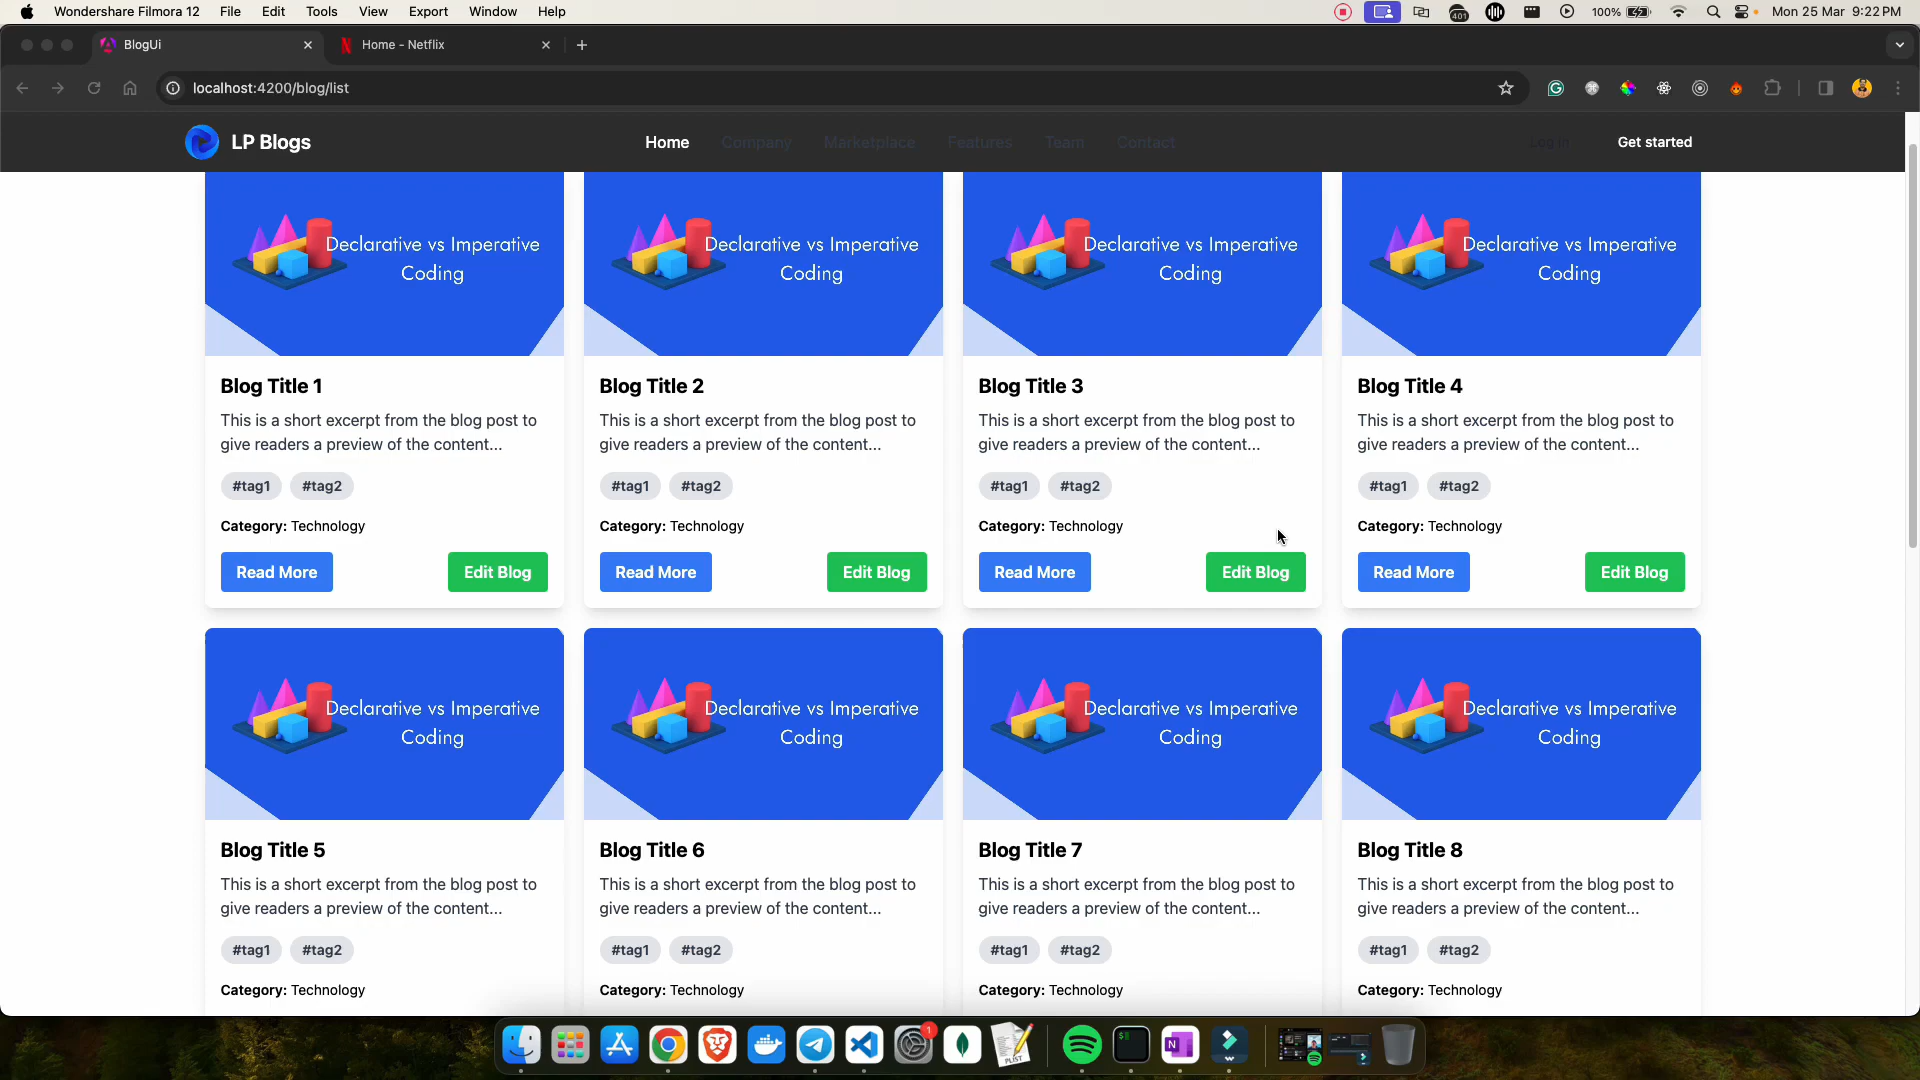 Wondershare Filmora 12 File Edit Tools View Export Window Help 401 100% Mon 25 Mar 9:22 PM
BlogUi Home - Netflix
localhost:4200/blog/list
LP Blogs Home Company Marketplace Features Team Contact Log in Get started
Declarative vs Imperative
Coding
Declarative vs Imperative
Coding
Declarative vs Imperative
Coding
Declarative vs Imperative
Coding
Blog Title 1
This is a short excerpt from the blog post to
give readers a preview of the content...
#tag1 #tag2
Category: Technology
Read More Edit Blog
Blog Title 2
This is a short excerpt from the blog post to
give readers a preview of the content...
#tag1 #tag2
Category: Technology
Read More Edit Blog
Blog Title 3
This is a short excerpt from the blog post to
give readers a preview of the content...
#tag1 #tag2
Category: Technology
Read More Edit Blog
Blog Title 4
This is a short excerpt from the blog post to
give readers a preview of the content...
#tag1 #tag2
Category: Technology
Read More Edit Blog
Declarative vs Imperative
Coding
Declarative vs Imperative
Coding
Declarative vs Imperative
Coding
Declarative vs Imperative
Coding
Blog Title 5
This is a short excerpt from the blog post to
give readers a preview of the content...
#tag1 #tag2
Category: Technology
Blog Title 6
This is a short excerpt from the blog post to
give readers a preview of the content...
#tag1 #tag2
Category: Technology
Blog Title 7
This is a short excerpt from the blog post to
give readers a preview of the content...
#tag1 #tag2
Category: Technology
Blog Title 8
This is a short excerpt from the blog post to
give readers a preview of the content...
#tag1 #tag2
Category: Technology
1
PLIST
$
N